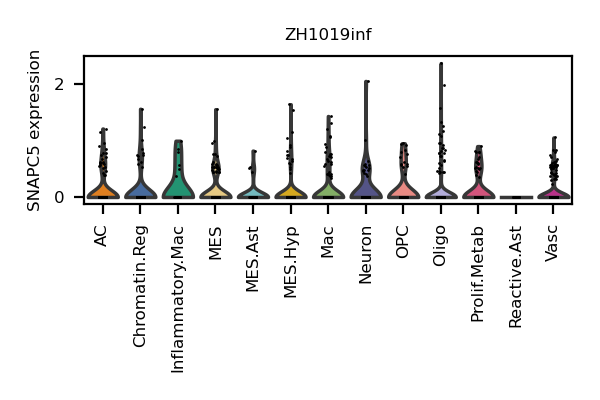 ZH1019inf
SNAPC5 expression
2
0
AC
Chromatin.Reg
Inflammatory.Mac
MES
MES.Ast
MES.Hyp
Mac
Neuron
OPC
Oligo
Prolif.Metab
Reactive.Ast
Vasc